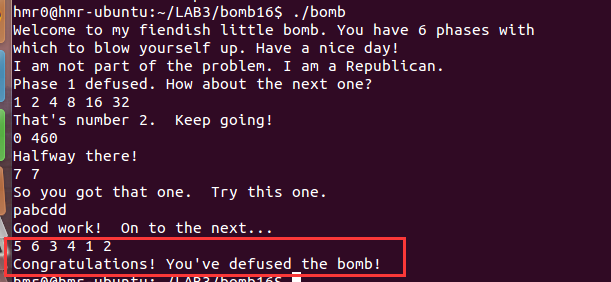 hmr0@hmr-ubuntu:~/LAB3/bomb16$ ./bomb
Welcome to my fiendish little bomb. You have 6 phases with
which to blow yourself up. Have a nice day!
I am not part of the problem. I am a Republican.
Phase 1 defused. How about the next one?
1 2 4 8 16 32
That's number 2.  Keep going!
0 460
Halfway there!
7 7
So you got that one.  Try this one.
pabcdd
Good work!  On to the next...
5 6 3 4 1 2
Congratulations! You've defused the bomb!
hmr0@hmr-ubuntu:~/LAB3/bomb16$